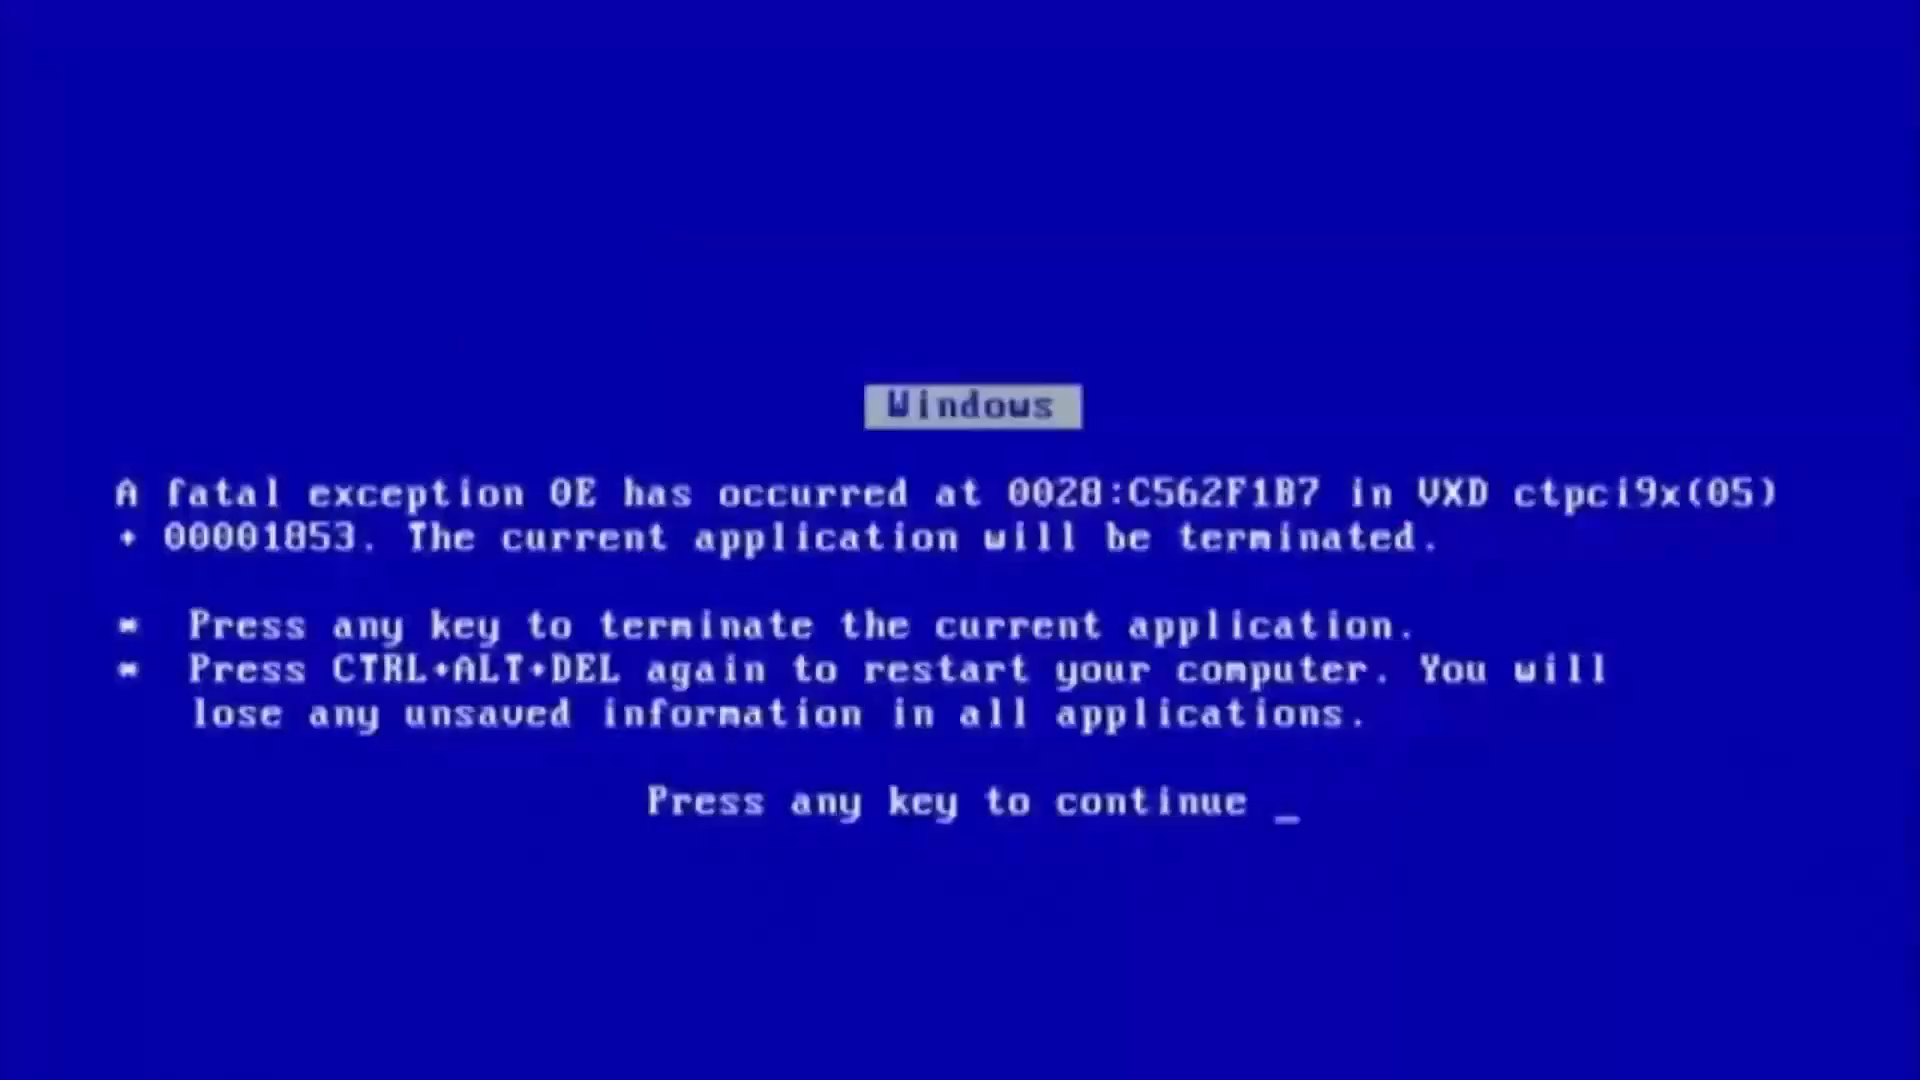 Windows
A fatal exception 0E has occurred at 0028:C562F1B7 in VXD ctpci9x(05)
+ 00001853. The current application will be terminated.
* Press any key to terminate the current application.
* Press CTRL+ALT+DEL again to restart your computer. You will
lose any unsaved information in all applications.
Press any key to continue _